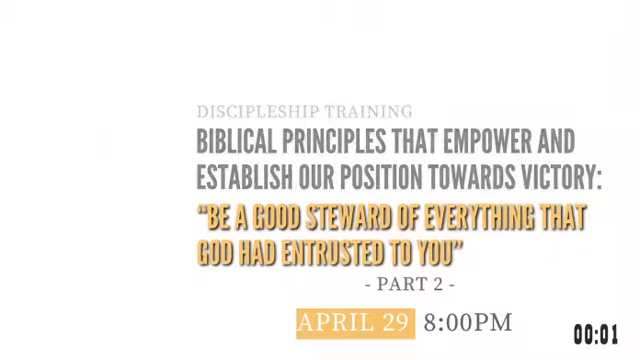 DISCIPLESHIP TRAINING
BIBLICAL PRINCIPLES THAT EMPOWER AND
ESTABLISH OUR POSITION TOWARDS VICTORY:
“BE A GOOD STEWARD OF EVERYTHING THAT
GOD HAD ENTRUSTED TO YOU”
- PART 2 -
APRIL 29 8:00PM
00:01